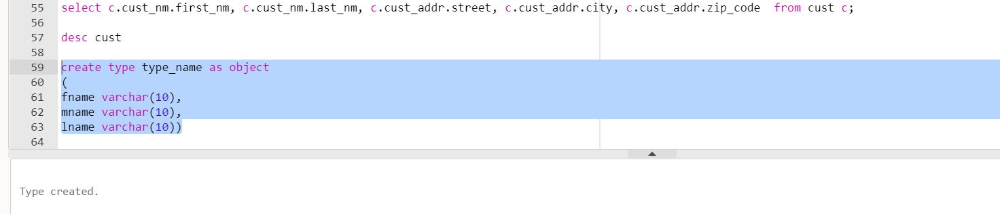 55 select c.cust_nm.first_nm, c.cust_nm.last_nm, c.cust_addr.street, c.cust_addr.city, c.cust_addr.zip_code  from cust c;
56
57 desc cust
58
59 create type type_name as object
60 (
61 fname varchar(10),
62 mname varchar(10),
63 lname varchar(10))
64
Type created.